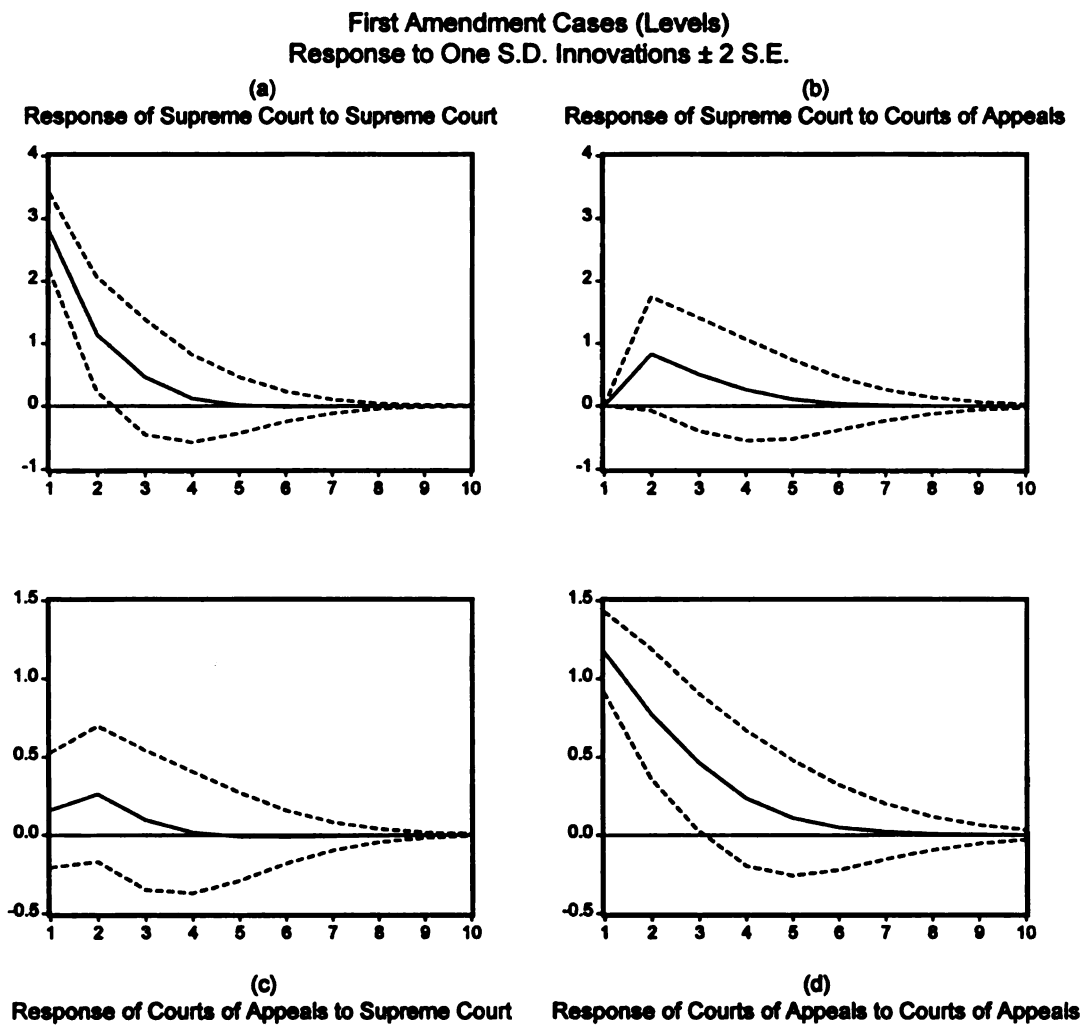 First Amendment Cases (Levels)
Response to One S.D. Innovations ± 2 S.E.
(a)
Response of Supreme Court to Supreme Court
(b)
Response of Supreme Court to Courts of Appeals
4
3
2
1
0
-1
1 2 3 4 5 6 7 8 9 10
4
3
2
1
0
-1
1 2 3 4 5 6 7 8 9 10
1.5
1.0
0.5
0.0
-0.5
1 2 3 4 5 6 7 8 9 10
1.5
1.0
0.5
0.0
-0.5
1 2 3 4 5 6 7 8 9 10
(c)
Response of Courts of Appeals to Supreme Court
(d)
Response of Courts of Appeals to Courts of Appeals